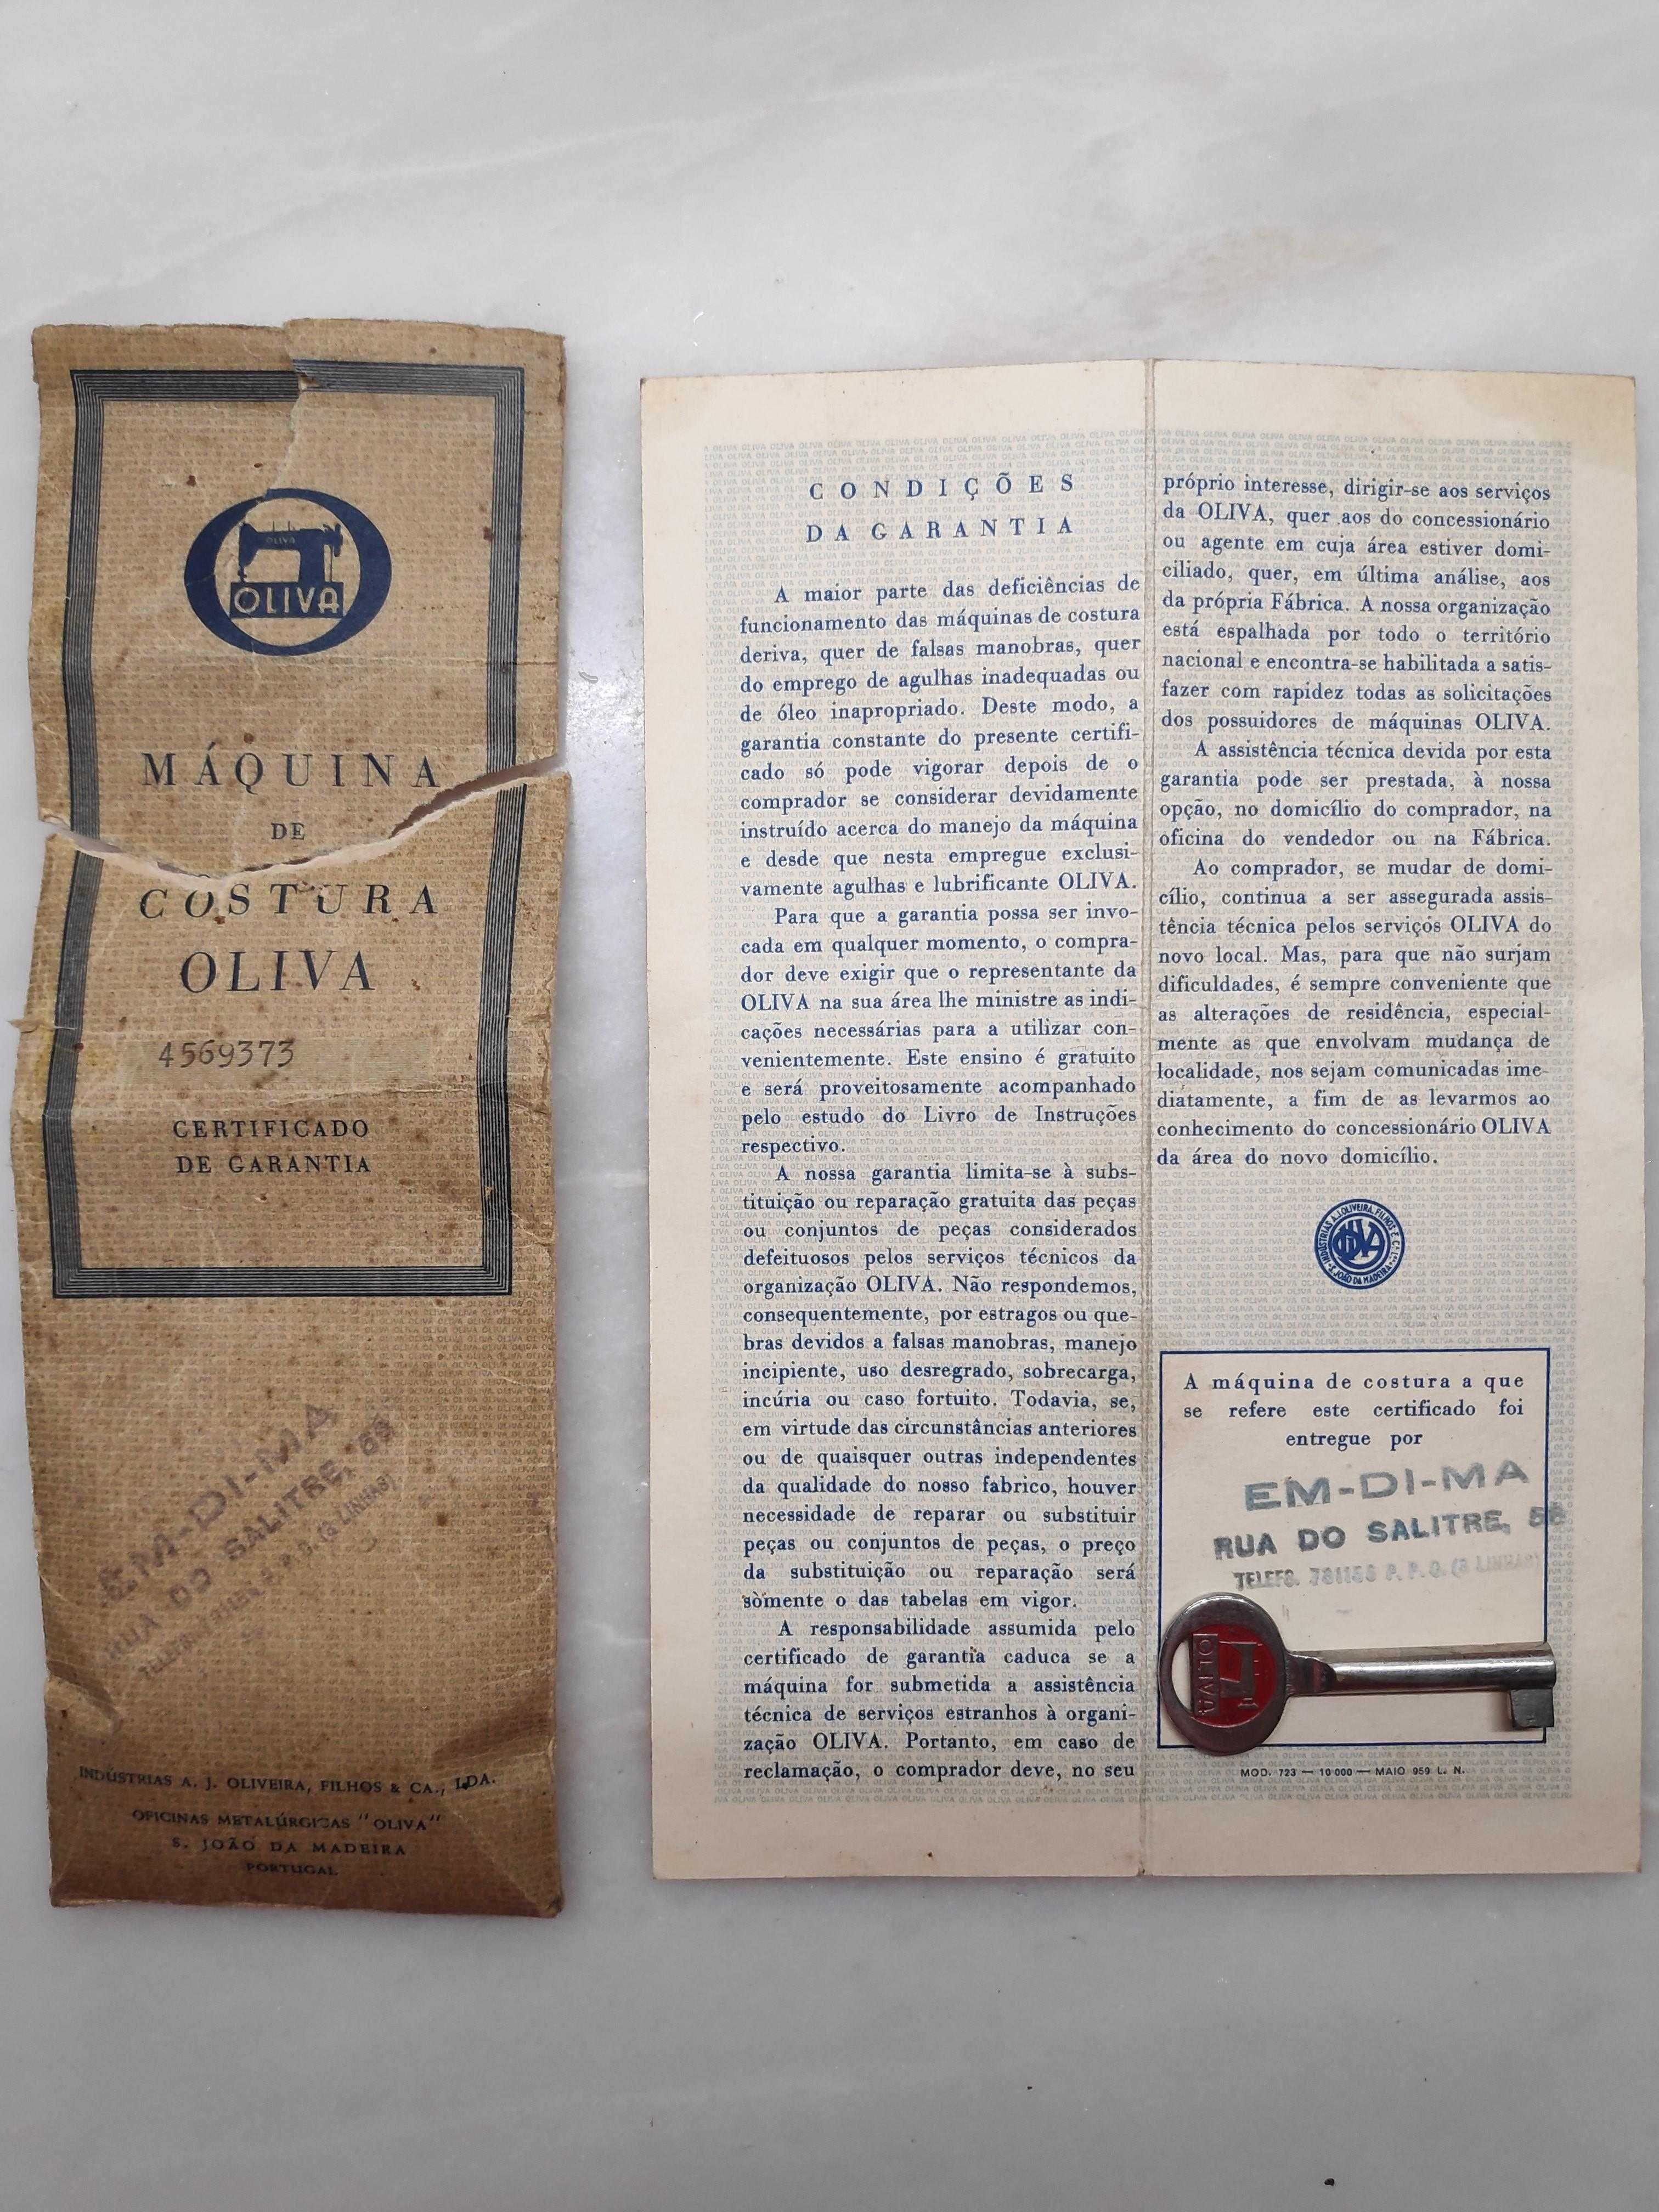 OLIVA
OLIVA
MÁQUINA
DE
COSTURA
OLIVA
4569373
CERTIFICADO
DE GARANTIA
EM-DI-MA
RUA DO SALITRE,
INDÚSTRIAS A. J. OLIVEIRA, FILHOS & CA., LDA.
OFICINAS METALÚRGICAS "OLIVA"
S. JOÃO DA MADEIRA
PORTUGAL
CONDIÇÕES
DA GARANTIA
A maior parte das deficiências de
funcionamento das máquinas de costura
deriva, quer de falsas manobras, quer
do emprego de agulhas inadequadas ou
de óleo inapropriado. Deste modo, a
garantia constante do presente certifi-
cado só pode vigorar depois de o
comprador se considerar devidamente
instruído acerca do manejo da máquina
e desde que nesta empregue exclusi-
vamente agulhas e lubrificante OLIVA.
Para que a garantia possa ser invo-
cada em qualquer momento, o compra-
dor deve exigir que o representante da
OLIVA na sua área lhe ministre as indi-
cações necessárias para a utilizar con-
venientemente. Este ensino é gratuito
e será proveitosamente acompanhado
pelo estudo do Livro de Instruções
respectivo.
A nossa garantia limita-se à subs-
tituição ou reparação gratuita das peças
ou conjuntos de peças considerados
defeituosos pelos serviços técnicos da
organização OLIVA. Não respondemos,
consequentemente, por estragos ou que-
bras devidos a falsas manobras, manejo
incipiente, uso desregrado, sobrecarga,
incúria ou caso fortuito. Todavia, se,
em virtude das circunstâncias anteriores
ou de quaisquer outras independentes
da qualidade do nosso fabrico, houver
necessidade de reparar ou substituir
peças ou conjuntos de peças, o preço
da substituição ou reparação será
sòmente o das tabelas em vigor.
A responsabilidade assumida pelo
certificado de garantia caduca se a
máquina for submetida a assistência
técnica de serviços estranhos à organi-
zação OLIVA. Portanto, em caso de
reclamação, o comprador deve, no seu
próprio interesse, dirigir-se aos serviços
da OLIVA, quer aos do concessionário
ou agente em cuja área estiver domi-
ciliado, quer, em última análise, aos
da própria Fábrica. A nossa organização
está espalhada por todo o território
nacional e encontra-se habilitada a satis-
fazer com rapidez todas as solicitações
dos possuidores de máquinas OLIVA.
A assistência técnica devida por esta
garantia pode ser prestada, à nossa
opção, no domicílio do comprador, na
oficina do vendedor ou na Fábrica.
Ao comprador, se mudar de domi-
cílio, continua a ser assegurada assis-
tência técnica pelos serviços OLIVA do
novo local. Mas, para que não surjam
dificuldades, é sempre conveniente que
as alterações de residência, especial-
mente as que envolvam mudança de
localidade, nos sejam comunicadas ime-
diatamente, a fim de as levarmos ao
conhecimento do concessionário OLIVA
da área do novo domicílio.
INDÚSTRIAS A. J. OLIVEIRA, FILHOS E C.ª L.DA
S. JOÃO DA MADEIRA
A máquina de costura a que
se refere este certificado foi
entregue por
EM-DI-MA
RUA DO SALITRE,
TELEFS. P. P. C. (3 LINHAS)
OLIVA
MOD. 723 — 10 000 — MAIO 959 L. N.